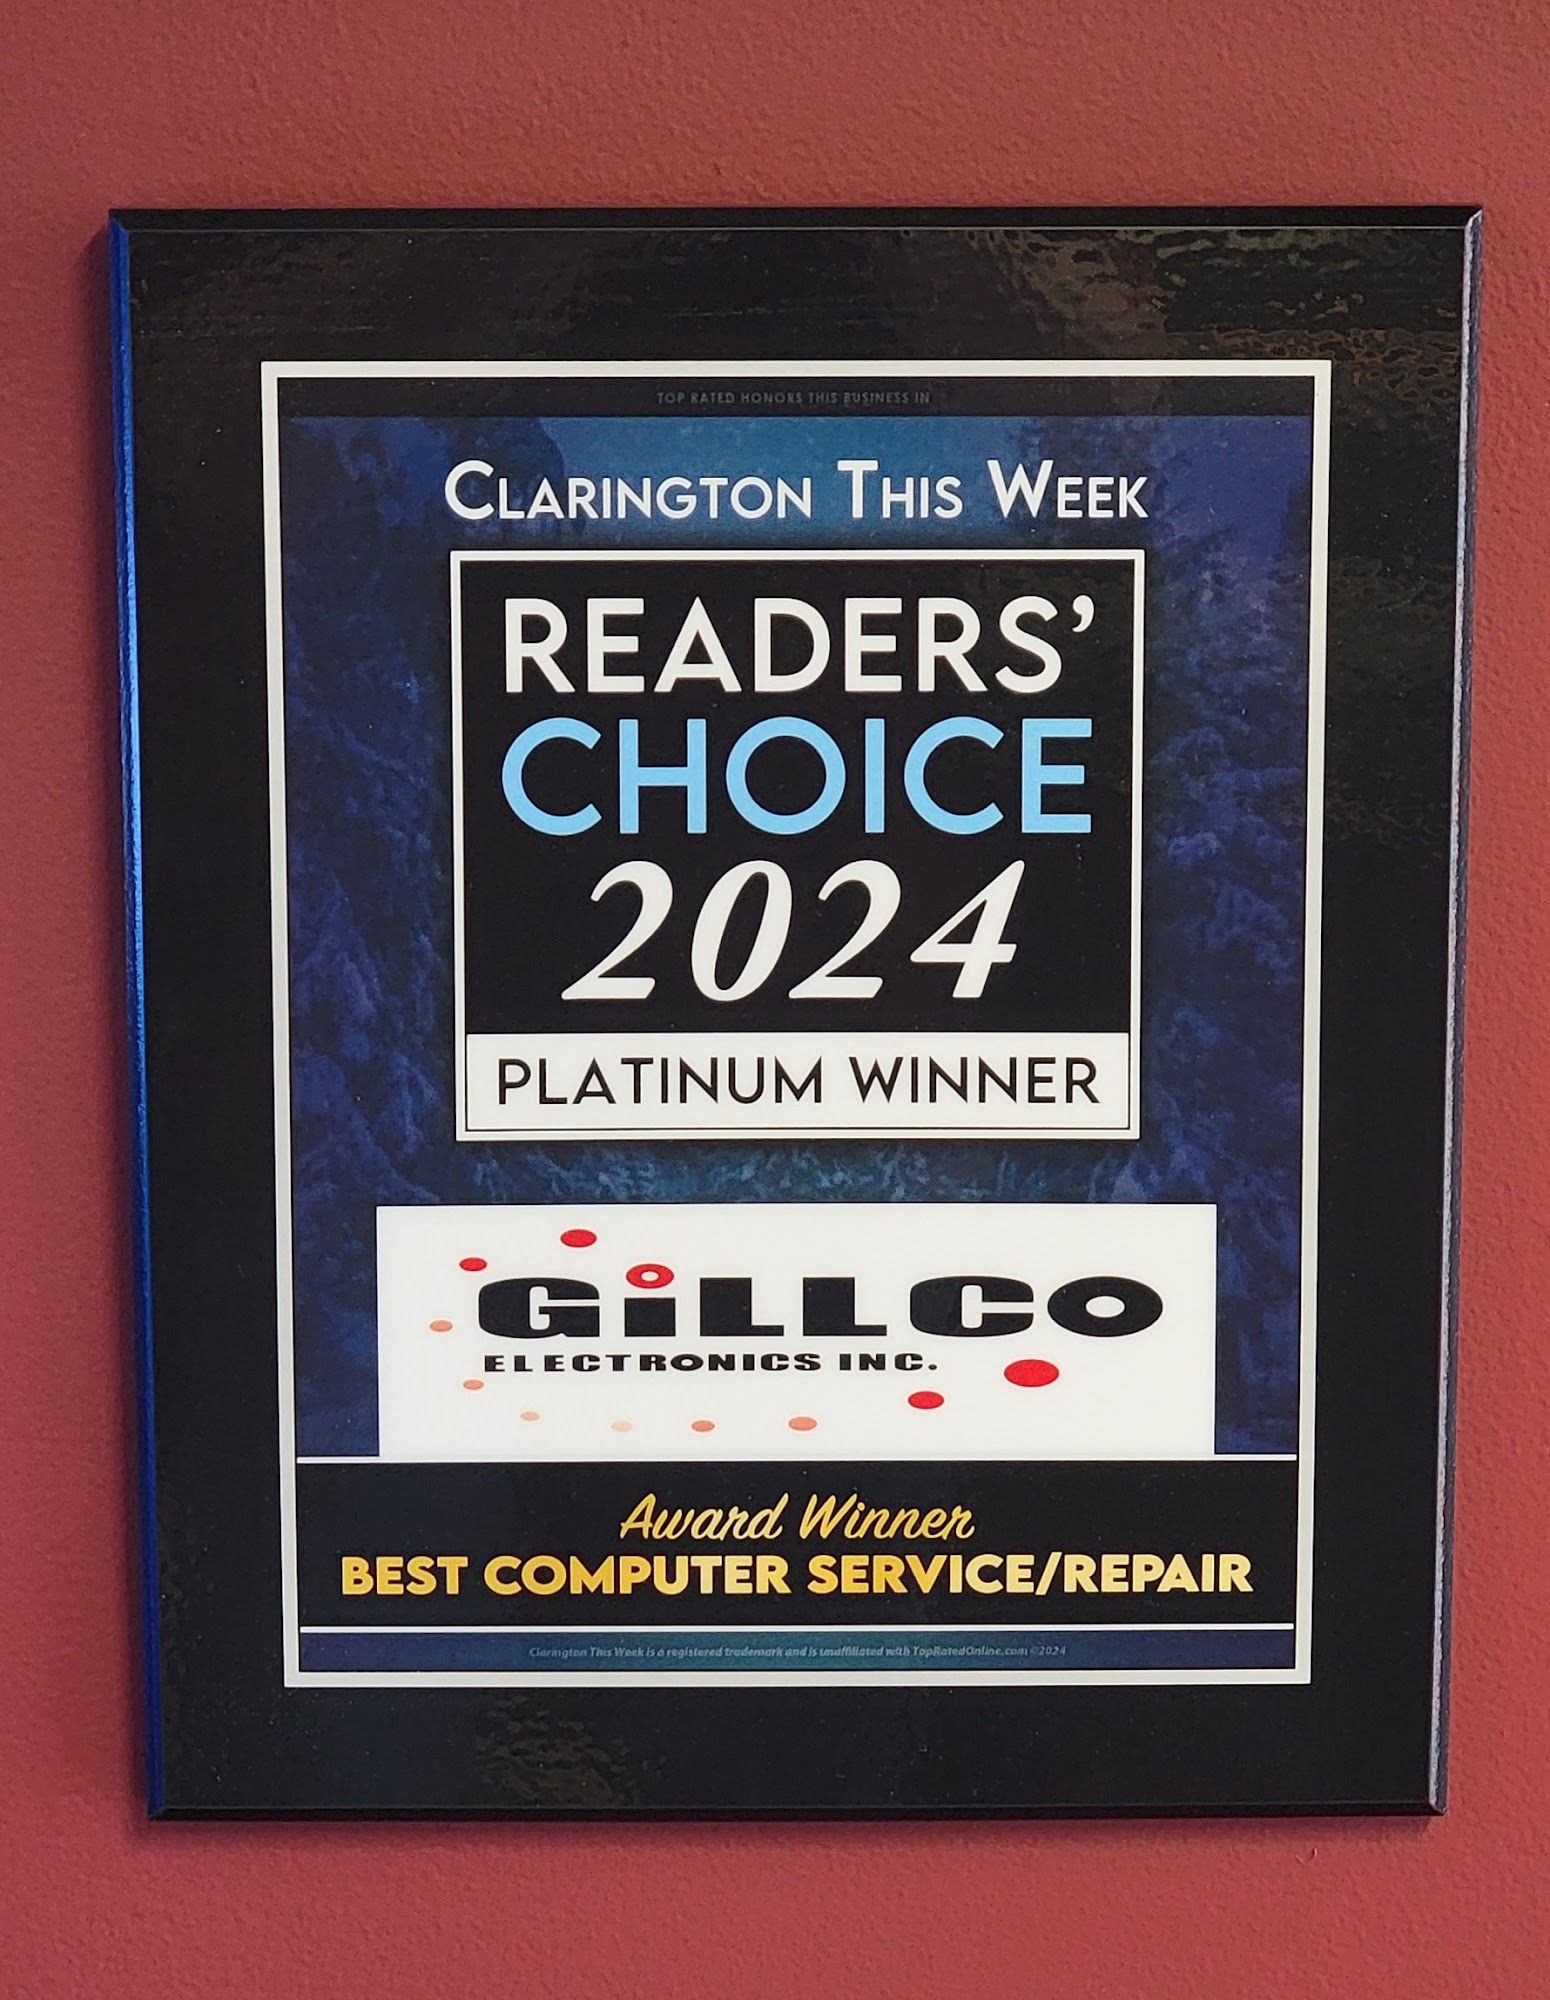 TOP RATED HONORS THIS BUSINESS IN
CLARINGTON THIS WEEK
READERS'
CHOICE
2024
PLATINUM WINNER
GiLLCO
ELECTRONICS INC.
Award Winner
BEST COMPUTER SERVICE/REPAIR
Clarington This Week is a registered trademark and is unaffiliated with TopRatedOnline.com ©2024